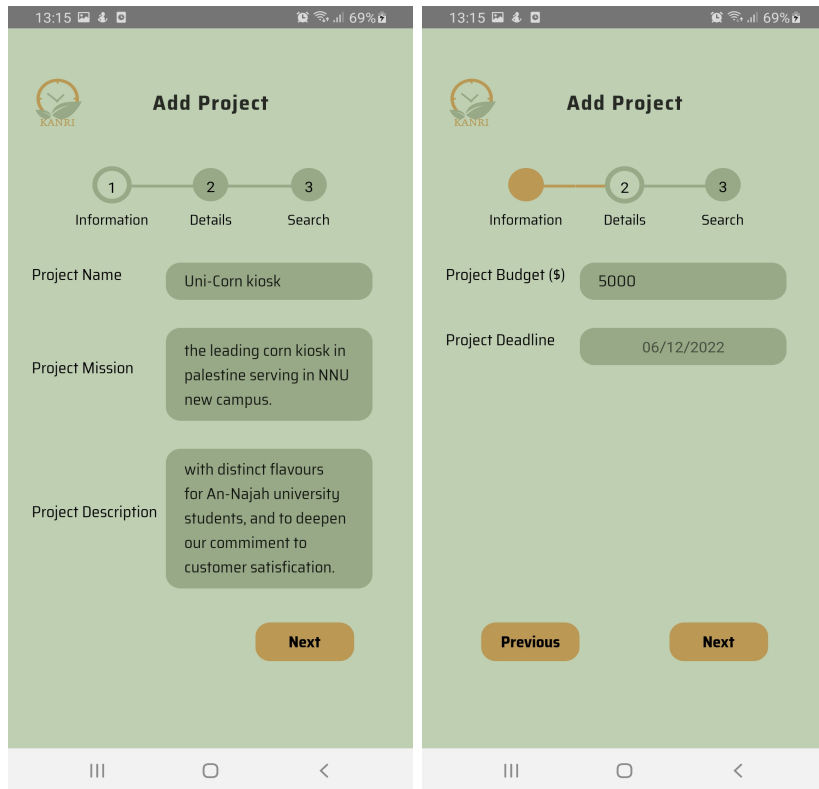 13:15 69%
KANRI
Add Project
1 2 3
Information Details Search
Project Name Uni-Corn kiosk
Project Mission
the leading corn kiosk in
palestine serving in NNU
new campus.
Project Description
with distinct flavours
for An-Najah university
students, and to deepen
our commiment to
customer satisfication.
Next
13:15 69%
KANRI
Add Project
2 3
Information Details Search
Project Budget ($) 5000
Project Deadline 06/12/2022
Previous Next